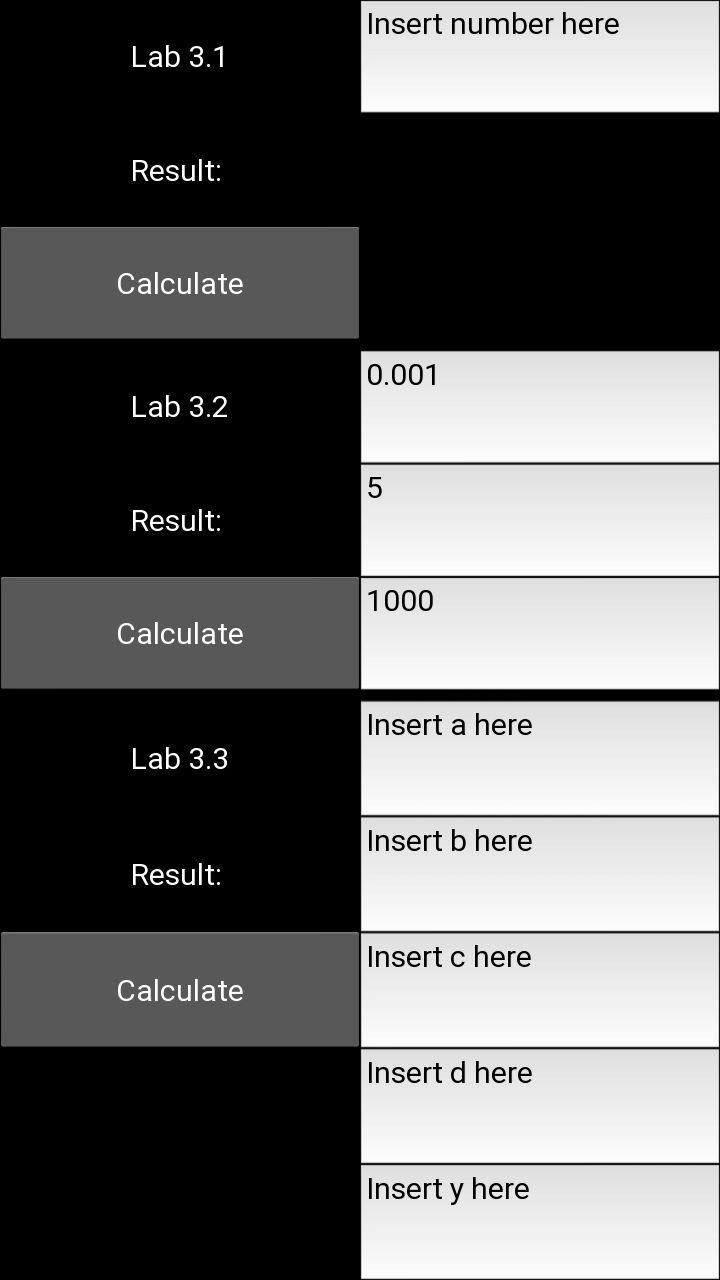 Lab 3.1
Insert number here
Result:
Calculate
Lab 3.2
0.001
Result:
5
Calculate
1000
Lab 3.3
Insert a here
Result:
Insert b here
Calculate
Insert c here
Insert d here
Insert y here